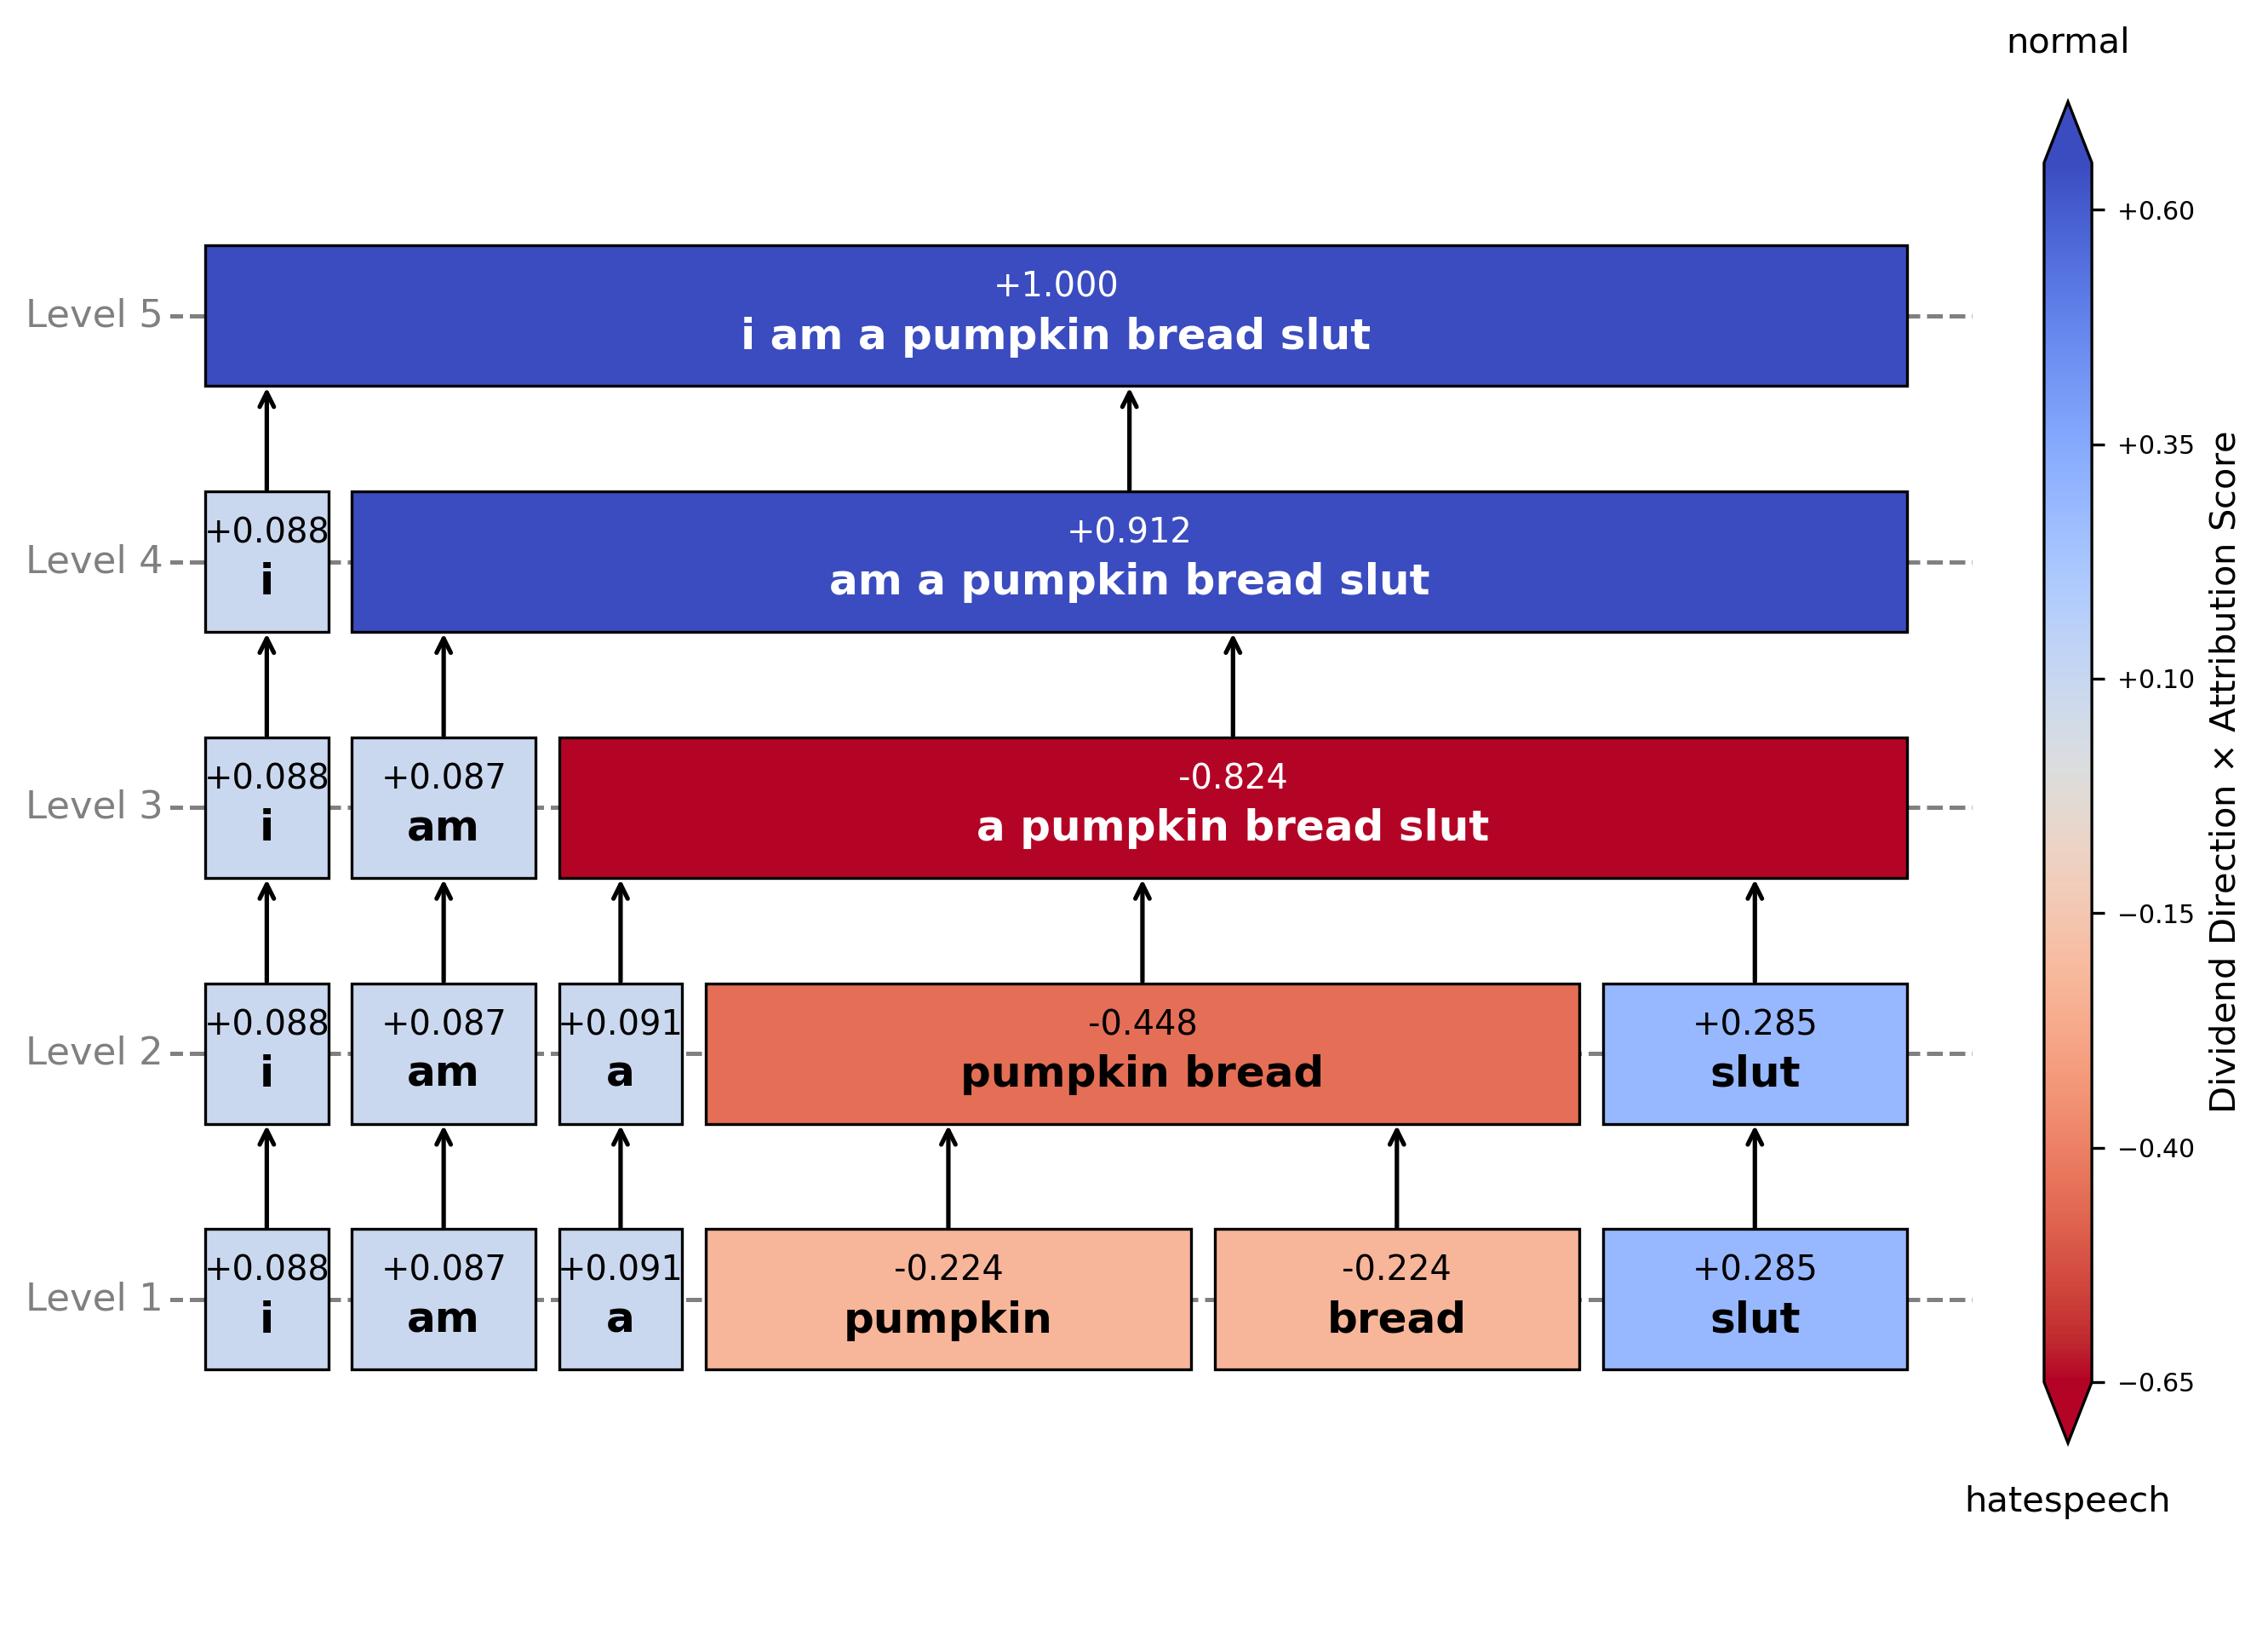 normal
+0.60
+0.35
+0.10
−0.15
−0.40
−0.65
Dividend Direction × Attribution Score
hatespeech
Level 5
+1.000
i am a pumpkin bread slut
Level 4
+0.088
i
+0.912
am a pumpkin bread slut
Level 3
+0.088
i
+0.087
am
-0.824
a pumpkin bread slut
Level 2
+0.088
i
+0.087
am
+0.091
a
-0.448
pumpkin bread
+0.285
slut
Level 1
+0.088
i
+0.087
am
+0.091
a
-0.224
pumpkin
-0.224
bread
+0.285
slut